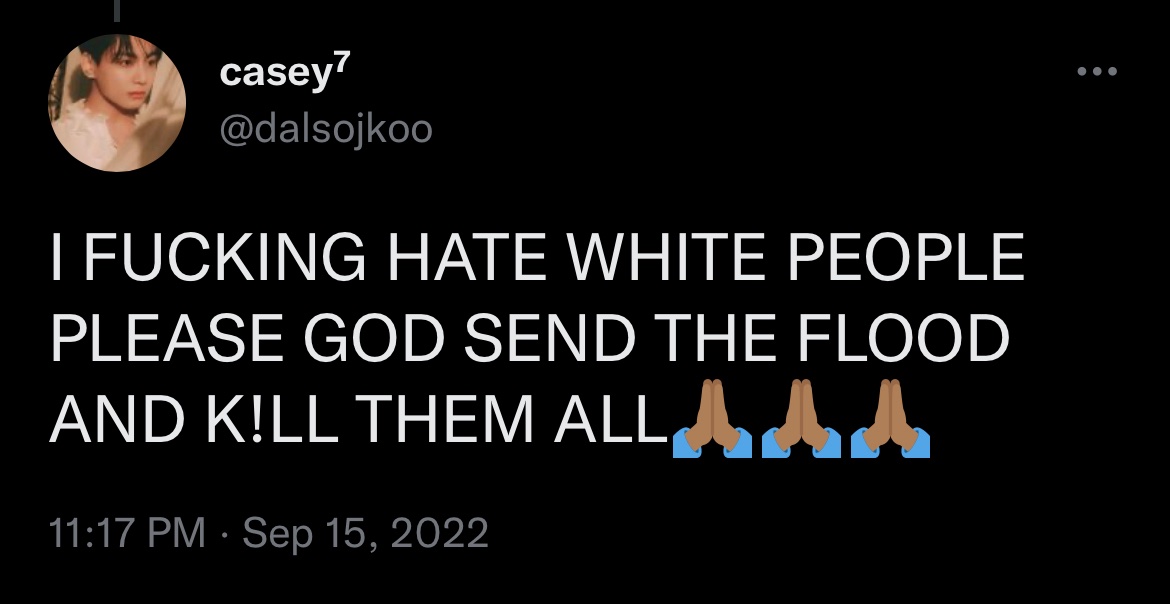 casey⁷
@dalsojkoo
I FUCKING HATE WHITE PEOPLE
PLEASE GOD SEND THE FLOOD
AND K!LL THEM ALL🙏🏽🙏🏽🙏🏽
11:17 PM · Sep 15, 2022